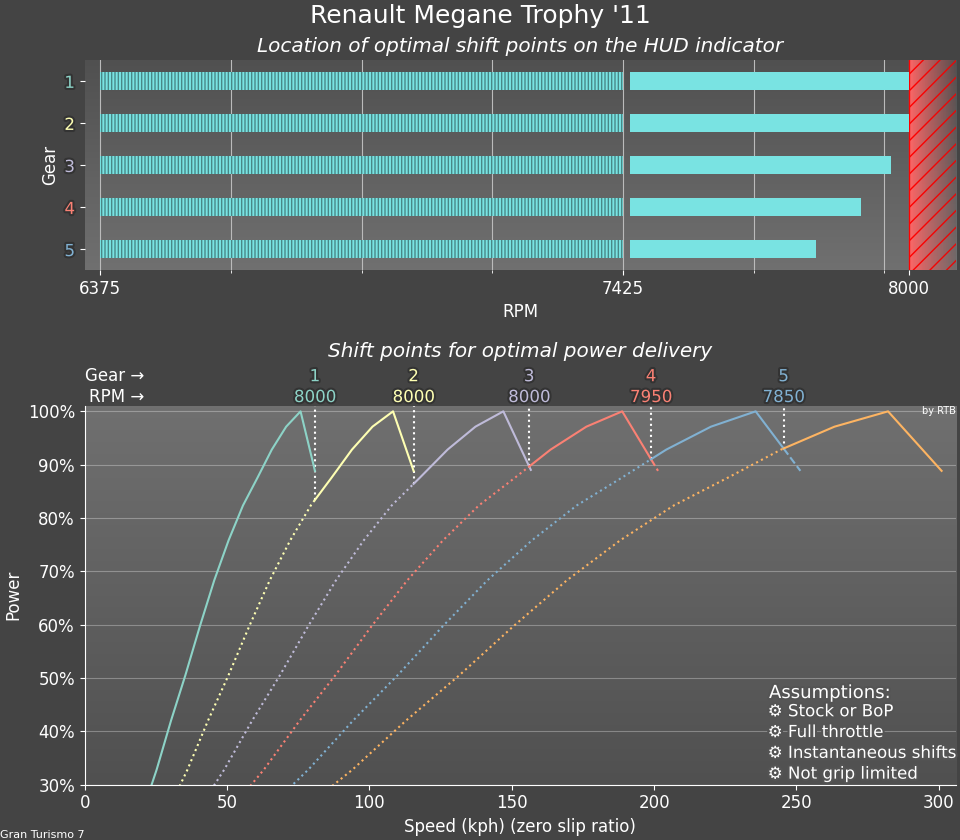 Renault Megane Trophy '11
Location of optimal shift points on the HUD indicator
Gear
1
2
3
4
5
6375 7425 8000
RPM
Shift points for optimal power delivery
Gear → 1 2 3 4 5
RPM → 8000 8000 8000 7950 7850
by RTB
Power
100%
90%
80%
70%
60%
50%
40%
30%
Assumptions:
⚙ Stock or BoP
⚙ Full throttle
⚙ Instantaneous shifts
⚙ Not grip limited
0 50 100 150 200 250 300
Speed (kph) (zero slip ratio)
Gran Turismo 7